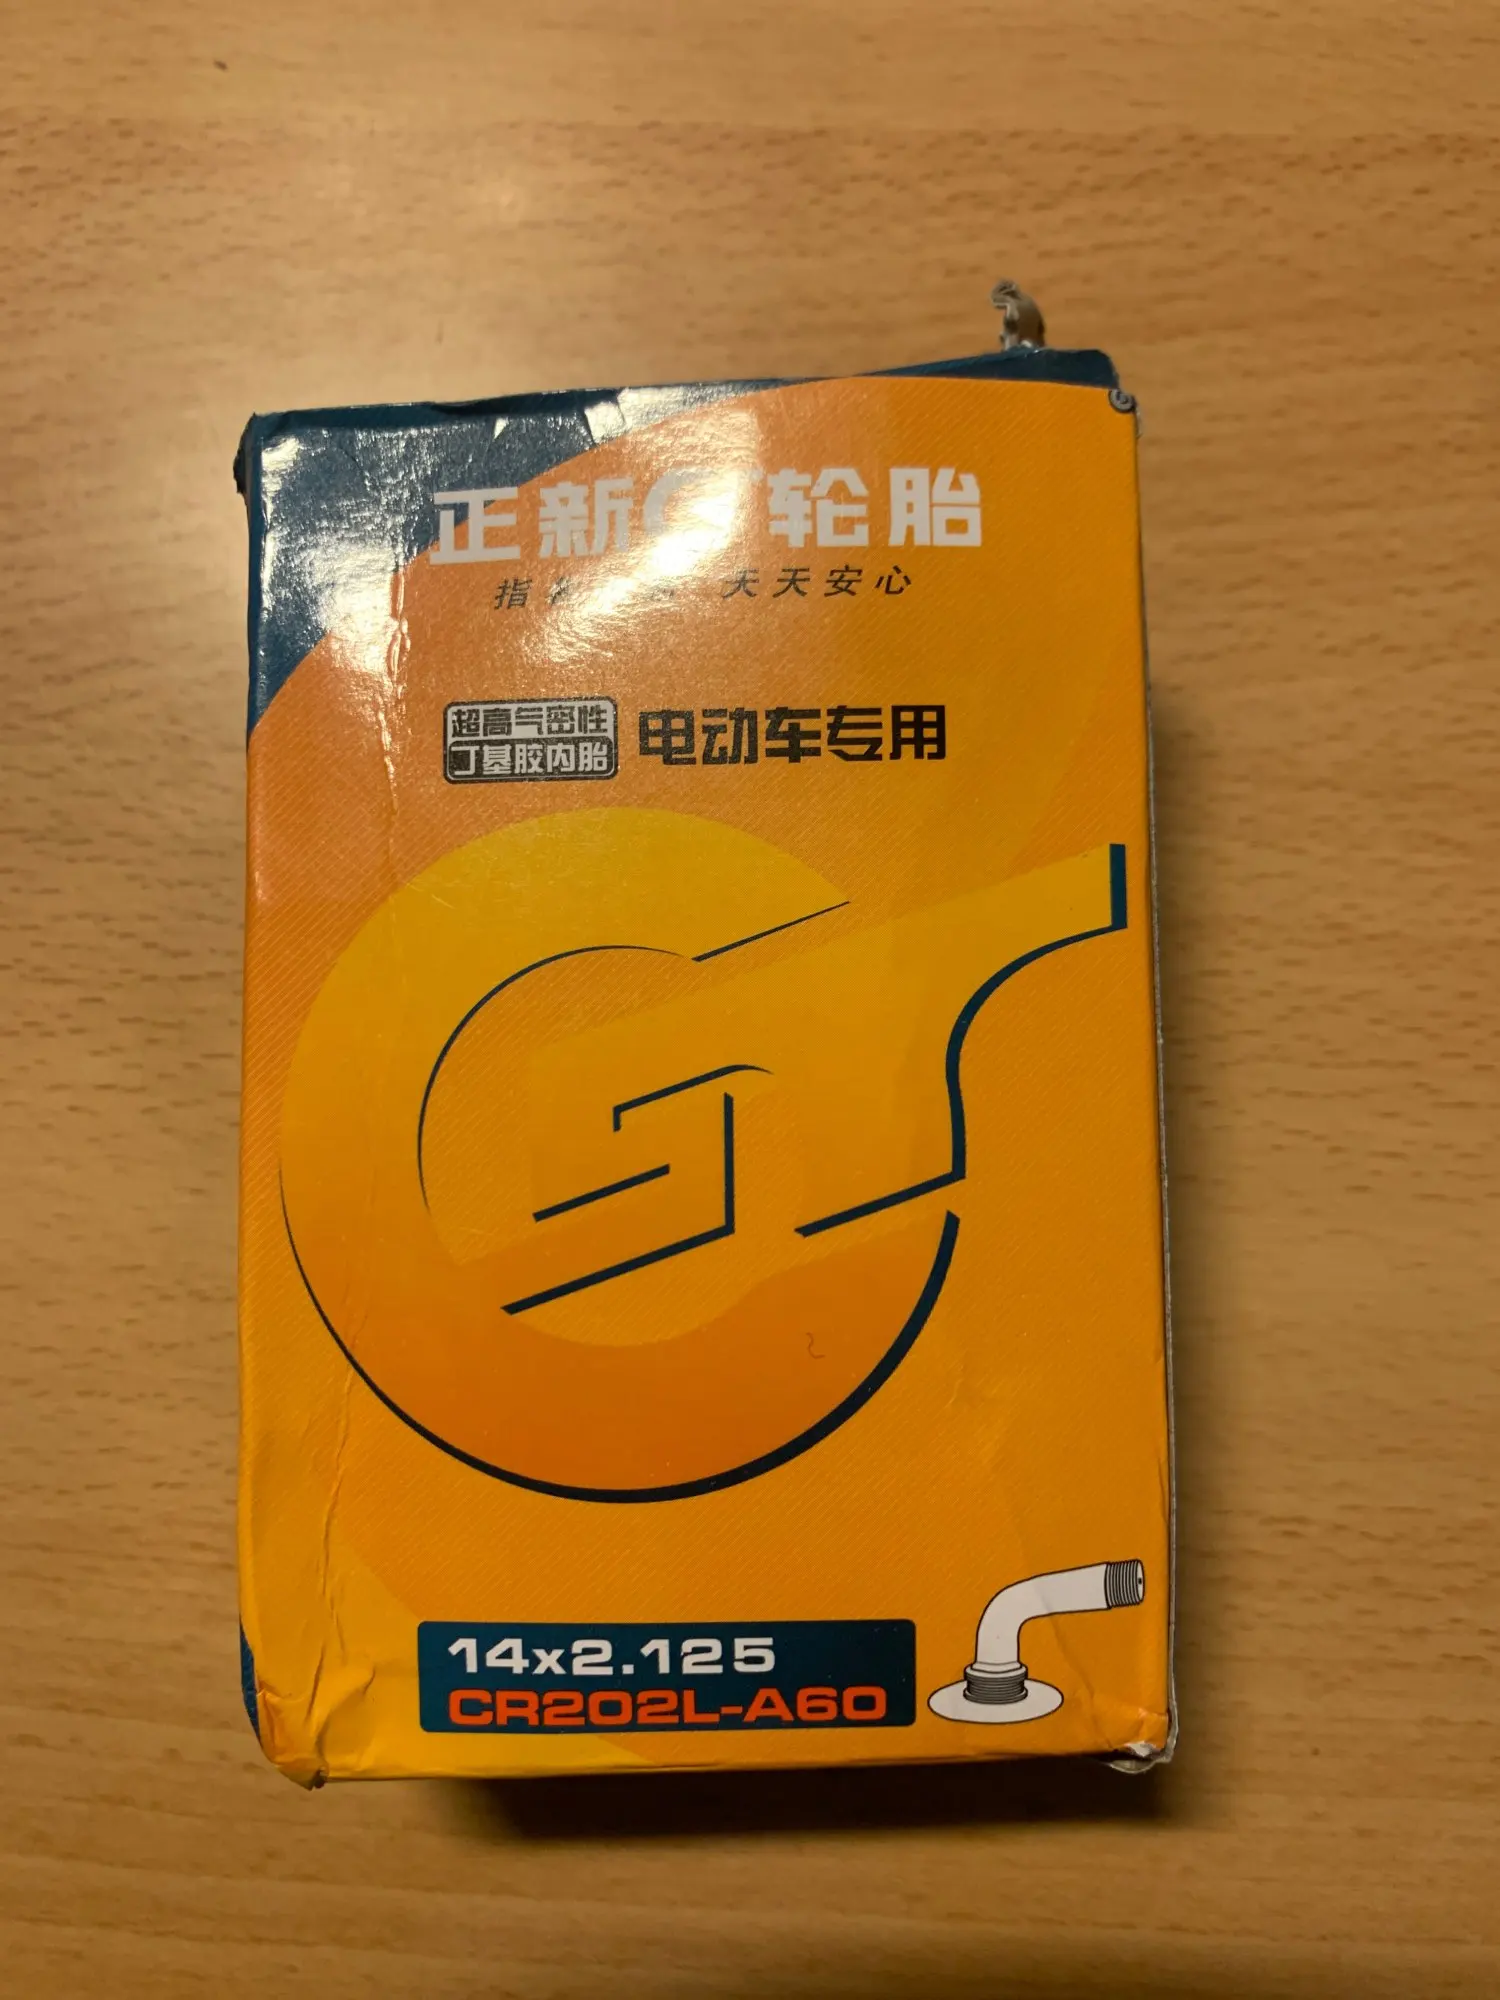 正新 轮胎
指 天天安心
超高气密性
丁基胶内胎
电动车专用
14x2.125
CR202L-A60